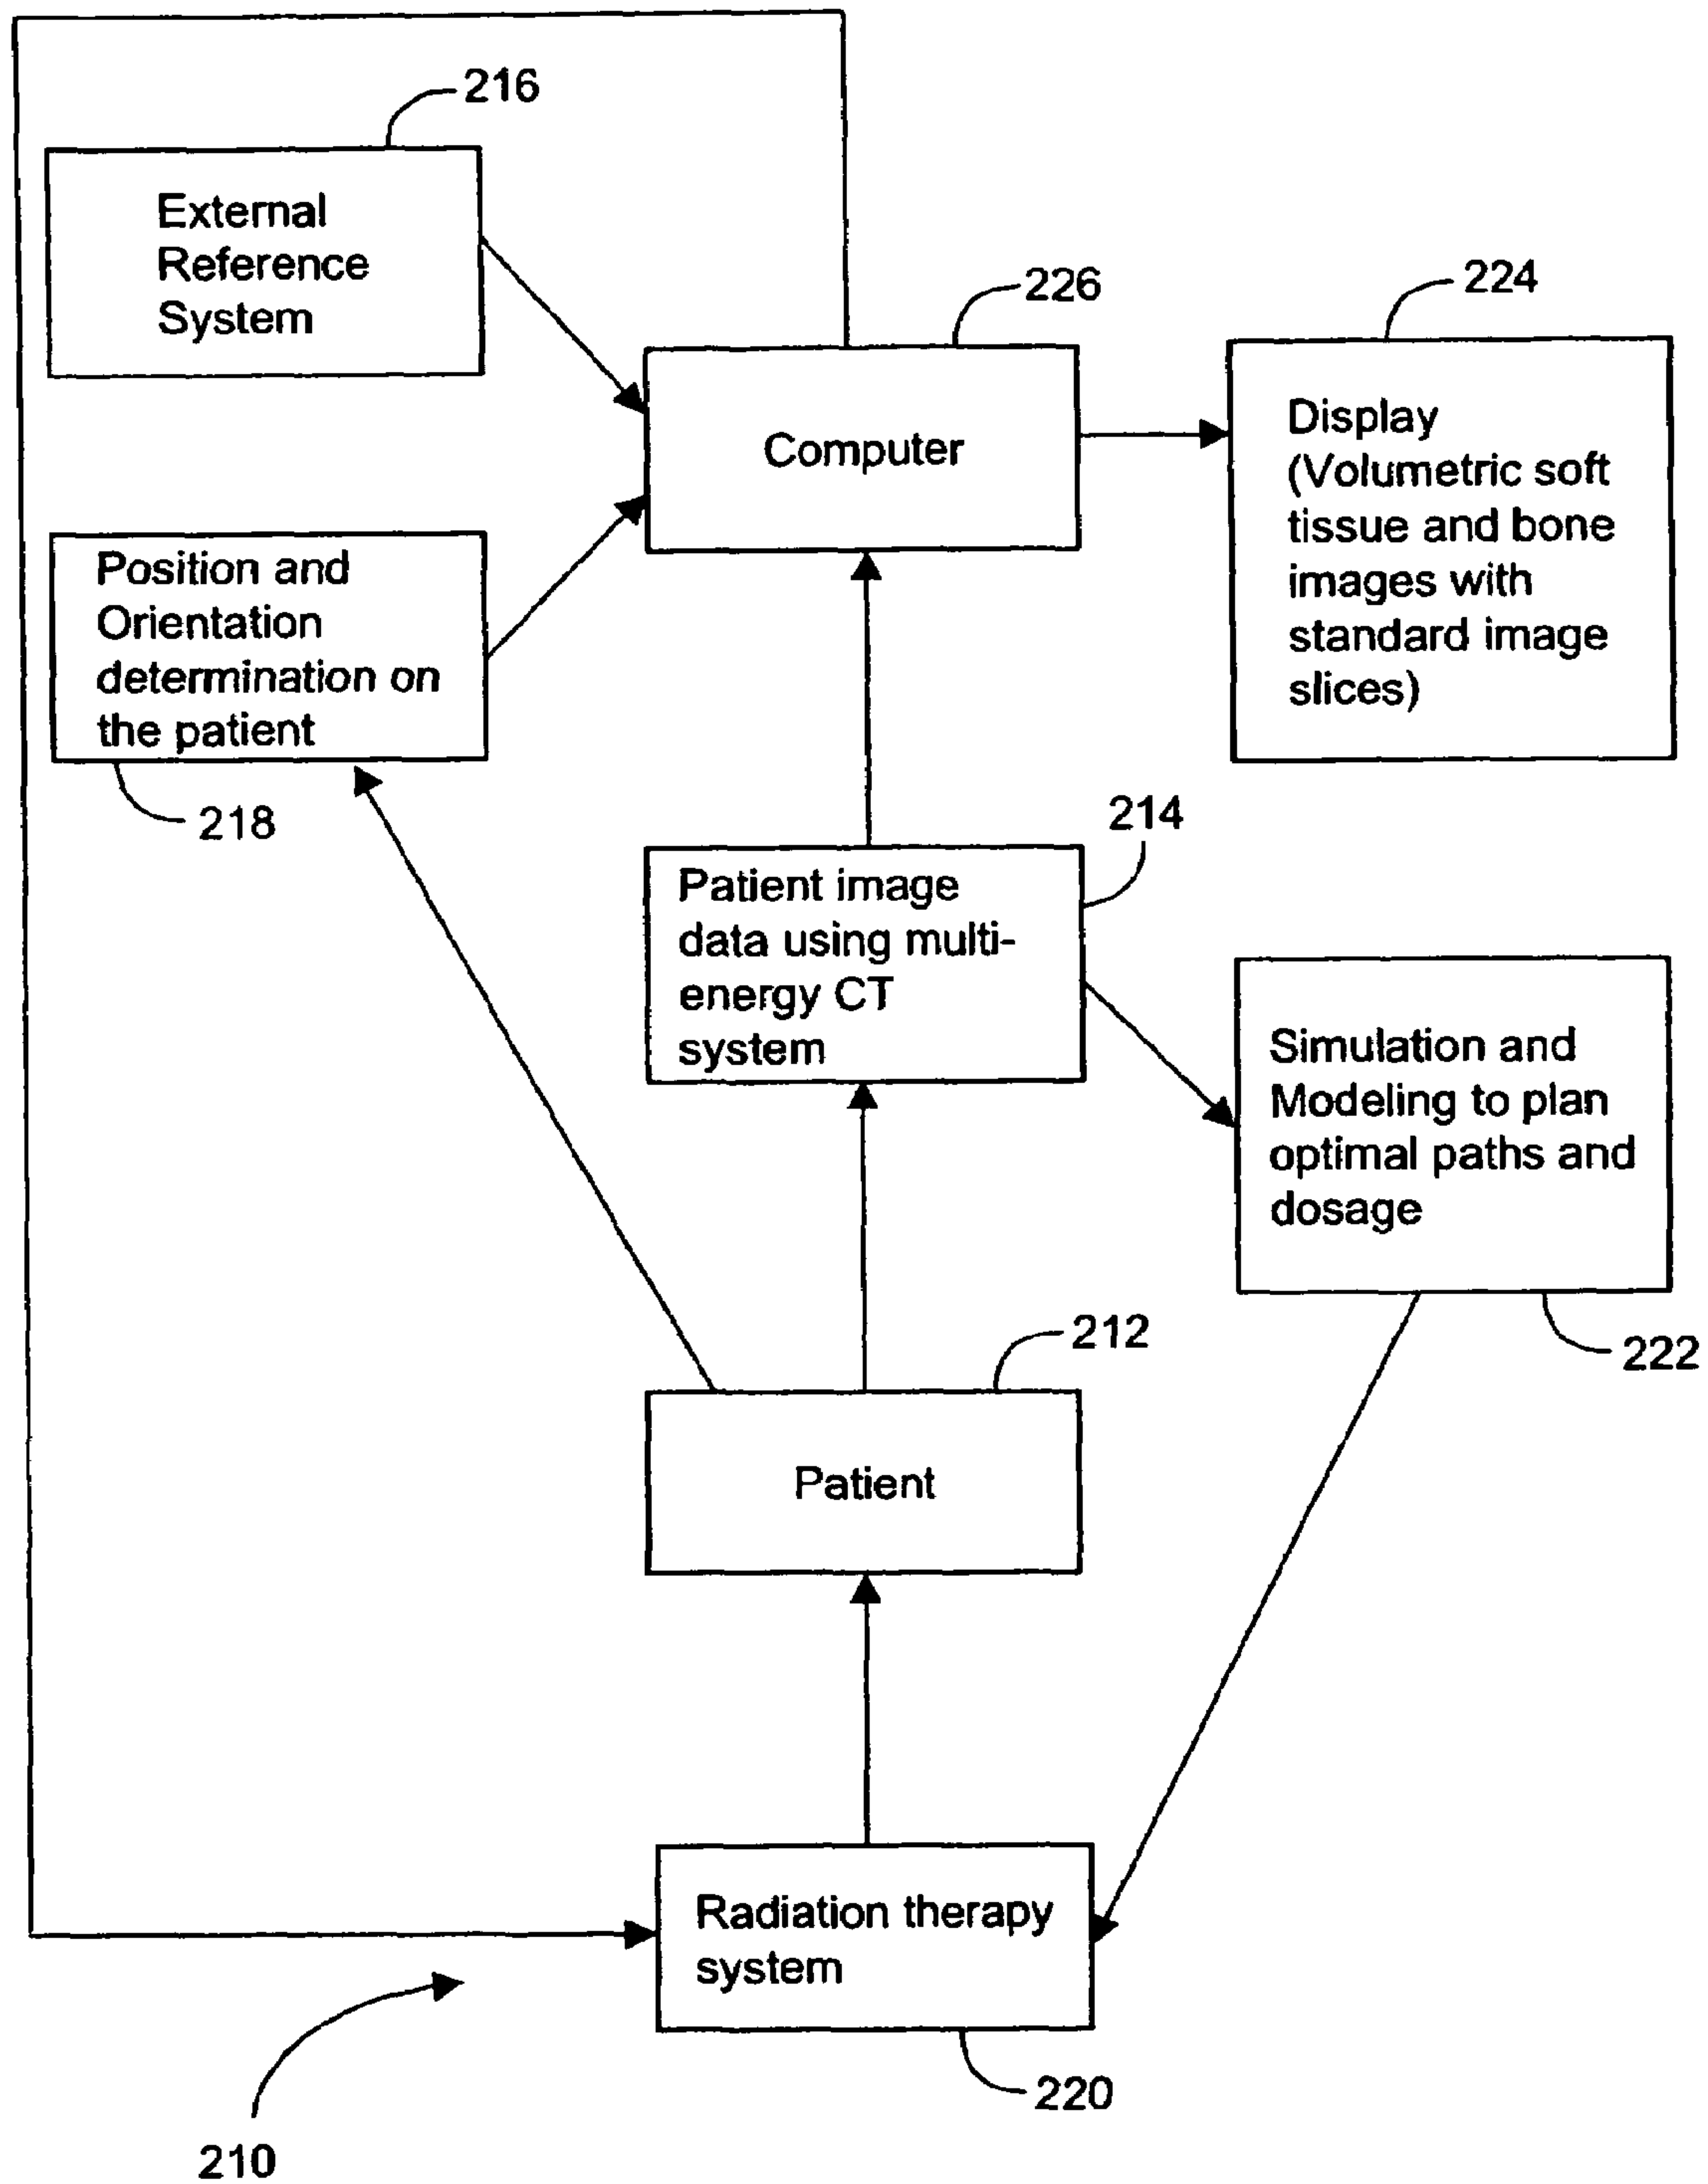 216
External
Reference
System
226
224
Computer
Display
(Volumetric soft
tissue and bone
images with
standard image
slices)
Position and
Orientation
determination on
the patient
218
214
Patient image
data using multi-
energy CT
system
Simulation and
Modeling to plan
optimal paths and
dosage
222
212
Patient
Radiation therapy
system
220
210